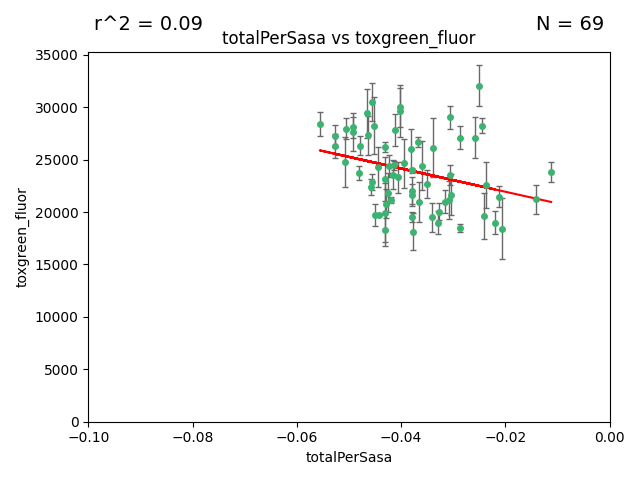 r^2 = 0.09
N = 69
totalPerSasa vs toxgreen_fluor
35000
30000
25000
20000
15000
10000
5000
0
toxgreen_fluor
−0.10
−0.08
−0.06
−0.04
−0.02
0.00
totalPerSasa